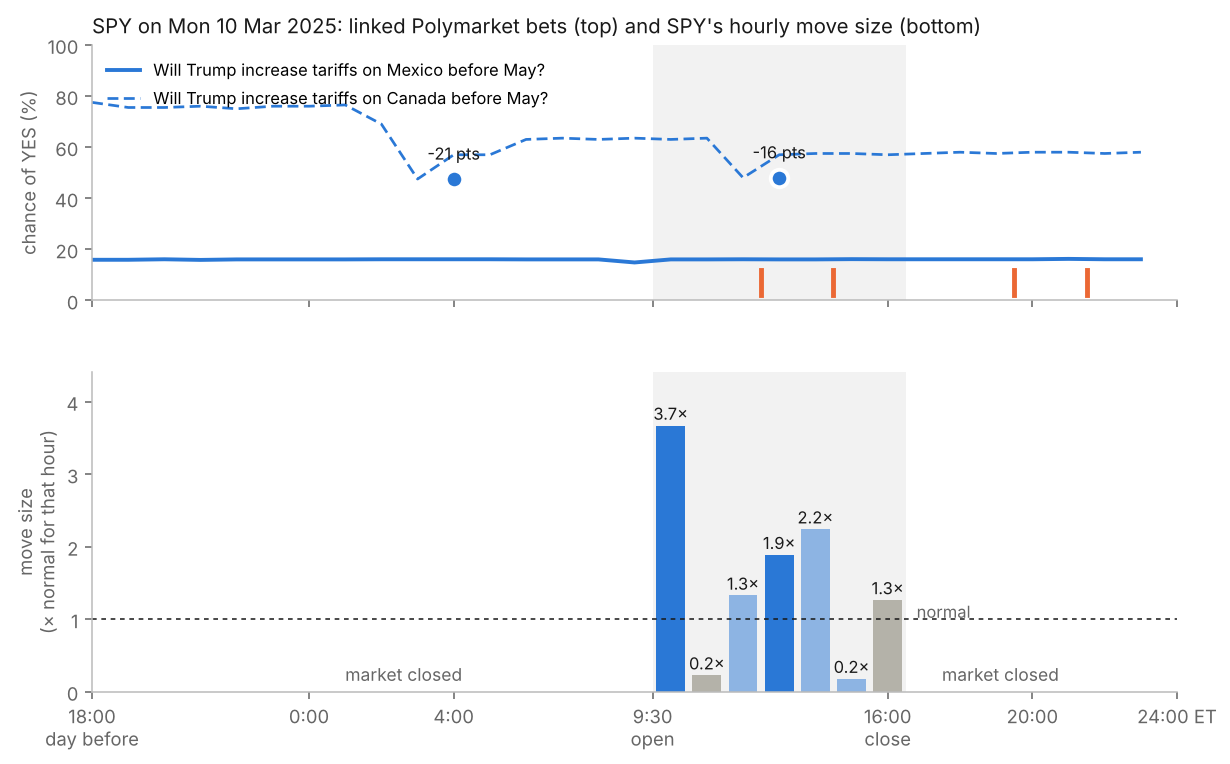 SPY on Mon 10 Mar 2025: linked Polymarket bets (top) and SPY's hourly move size (bottom)
chance of YES (%)
100
80
60
40
20
0
Will Trump increase tariffs on Mexico before May?
Will Trump increase tariffs on Canada before May?
-21 pts
-16 pts
move size
(× normal for that hour)
4
3
2
1
0
3.7×
0.2×
1.3×
1.9×
2.2×
0.2×
1.3×
normal
market closed
market closed
18:00
day before
0:00
4:00
9:30
open
16:00
close
20:00
24:00 ET